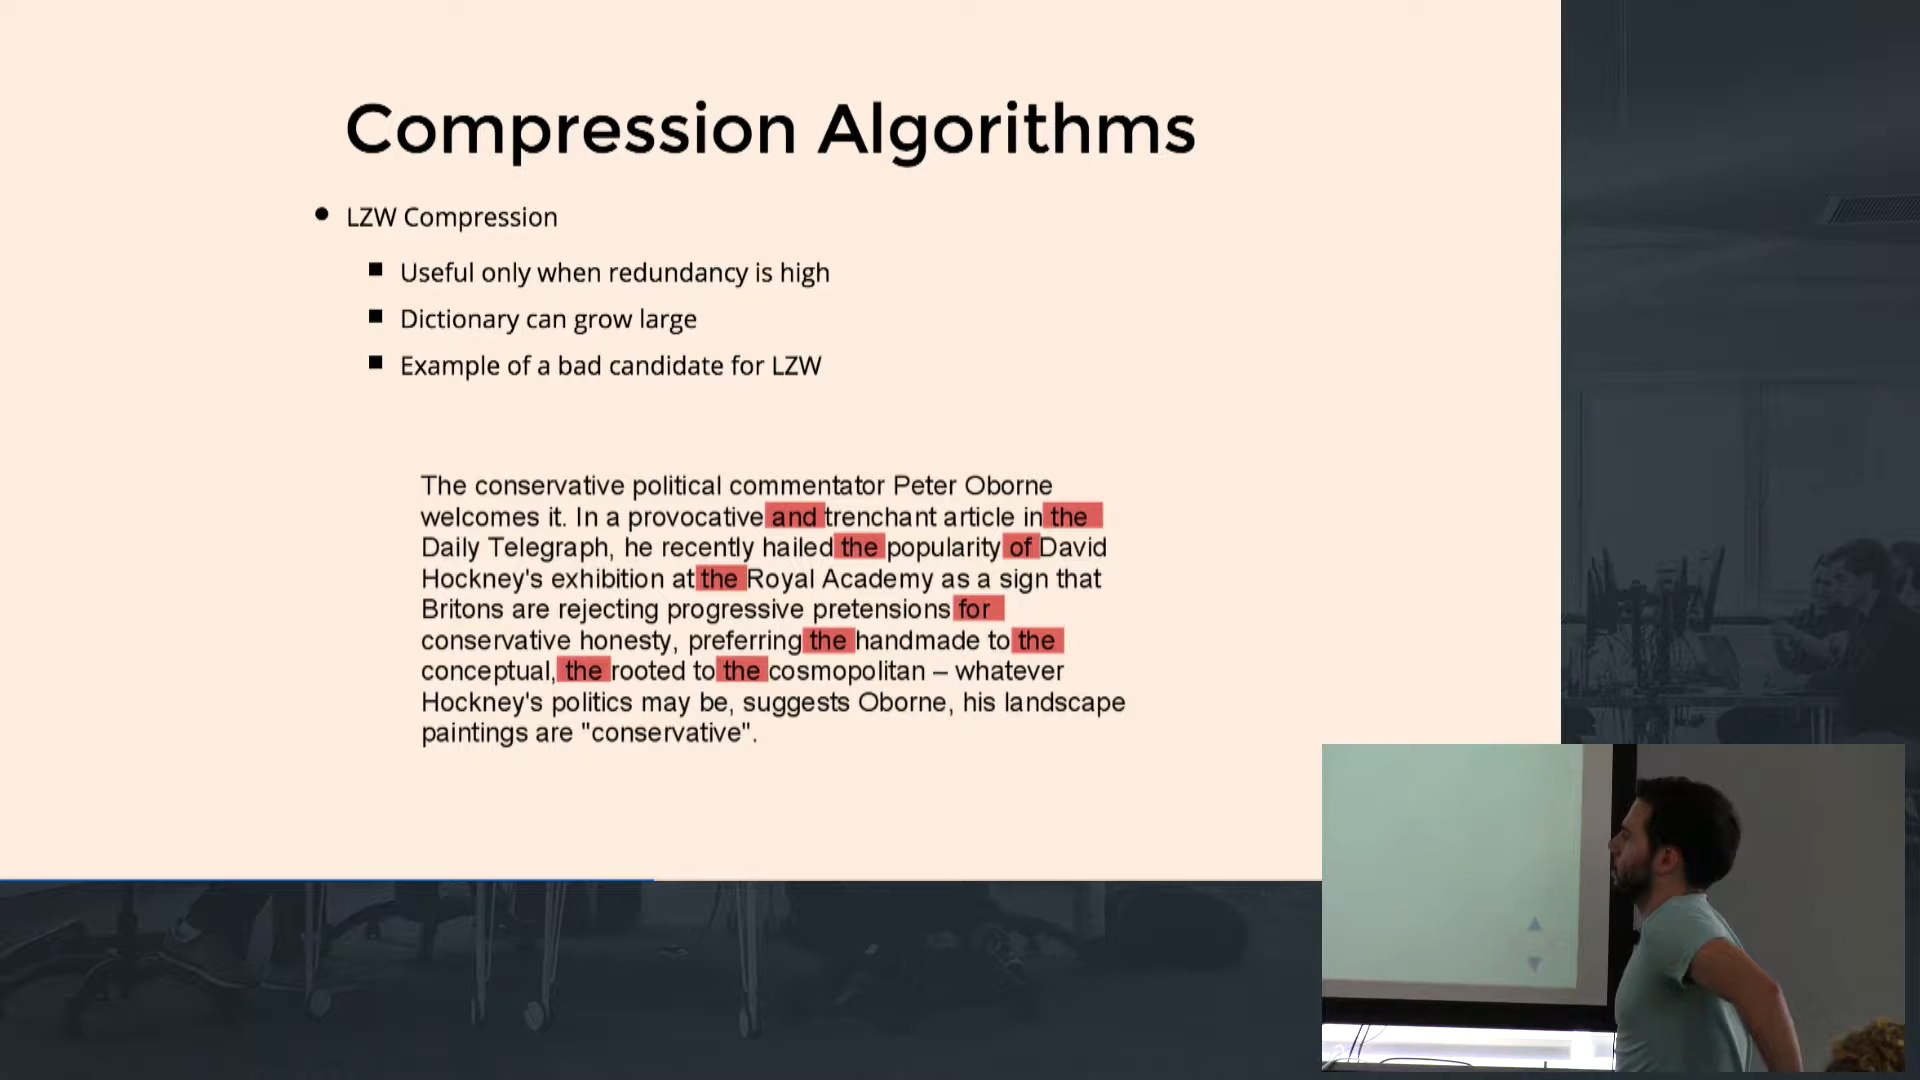 Compression Algorithms
LZW Compression
Useful only when redundancy is high
Dictionary can grow large
Example of a bad candidate for LZW
The conservative political commentator Peter Oborne
welcomes it. In a provocative and trenchant article in the
Daily Telegraph, he recently hailed the popularity of David
Hockney's exhibition at the Royal Academy as a sign that
Britons are rejecting progressive pretensions for
conservative honesty, preferring the handmade to the
conceptual, the rooted to the cosmopolitan – whatever
Hockney's politics may be, suggests Oborne, his landscape
paintings are "conservative".